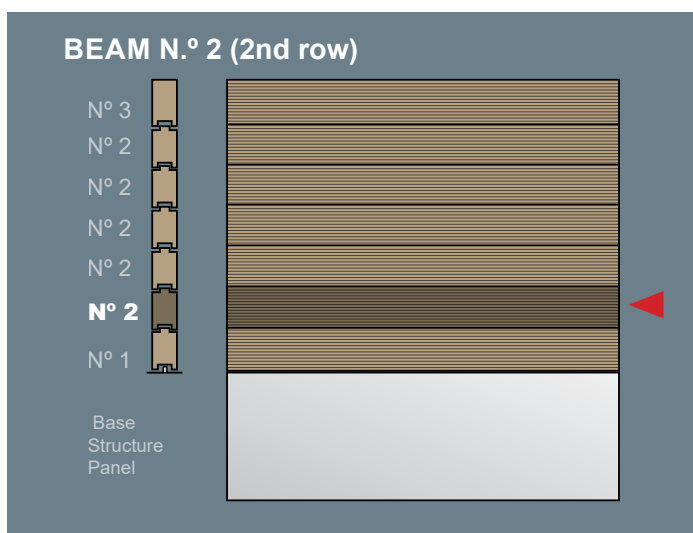 BEAM N.º 2 (2nd row)
Nº 3
Nº 2
Nº 2
Nº 2
Nº 2
Nº 2
Nº 1
Base
Structure
Panel